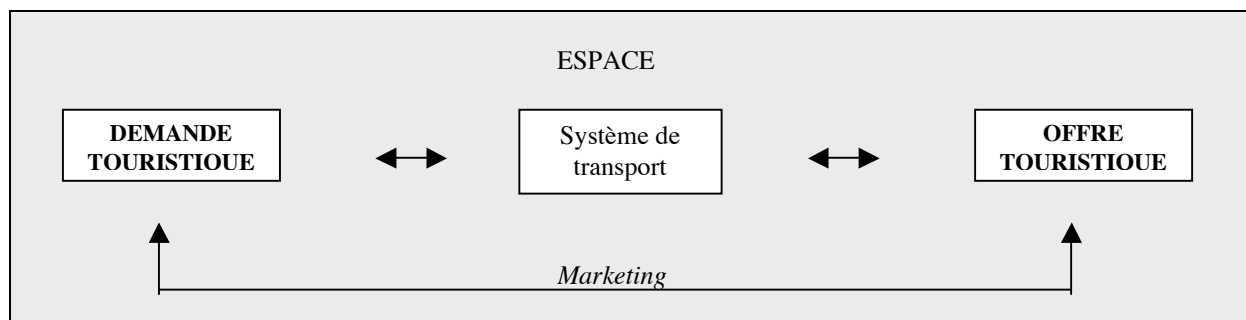 ESPACE
DEMANDE
TOURISTIQUE
Système de
transport
OFFRE
TOURISTIQUE
Marketing